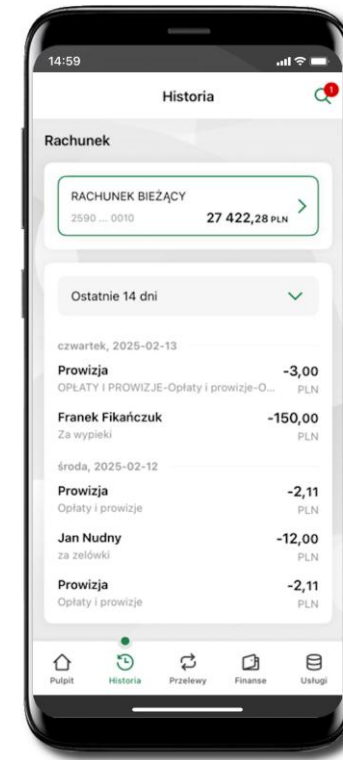 14:59
Historia
1
Rachunek
RACHUNEK BIEŻĄCY
2590 ... 0010 27 422,28 PLN
Ostatnie 14 dni
czwartek, 2025-02-13
Prowizja -3,00
OPŁATY I PROWIZJE-Opłaty i prowizje-O... PLN
Franek Fikańczuk -150,00
Za wypieki PLN
środa, 2025-02-12
Prowizja -2,11
Opłaty i prowizje PLN
Jan Nudny -12,00
za zelówki PLN
Prowizja -2,11
Opłaty i prowizje PLN
Pulpit Historia Przelewy Finanse Usługi